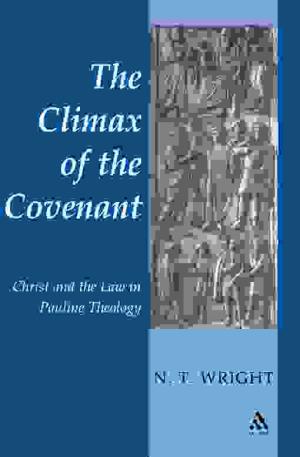 The
Climax
of the
Covenant
Christ and the Law in
Pauline Theology
N. T. WRIGHT